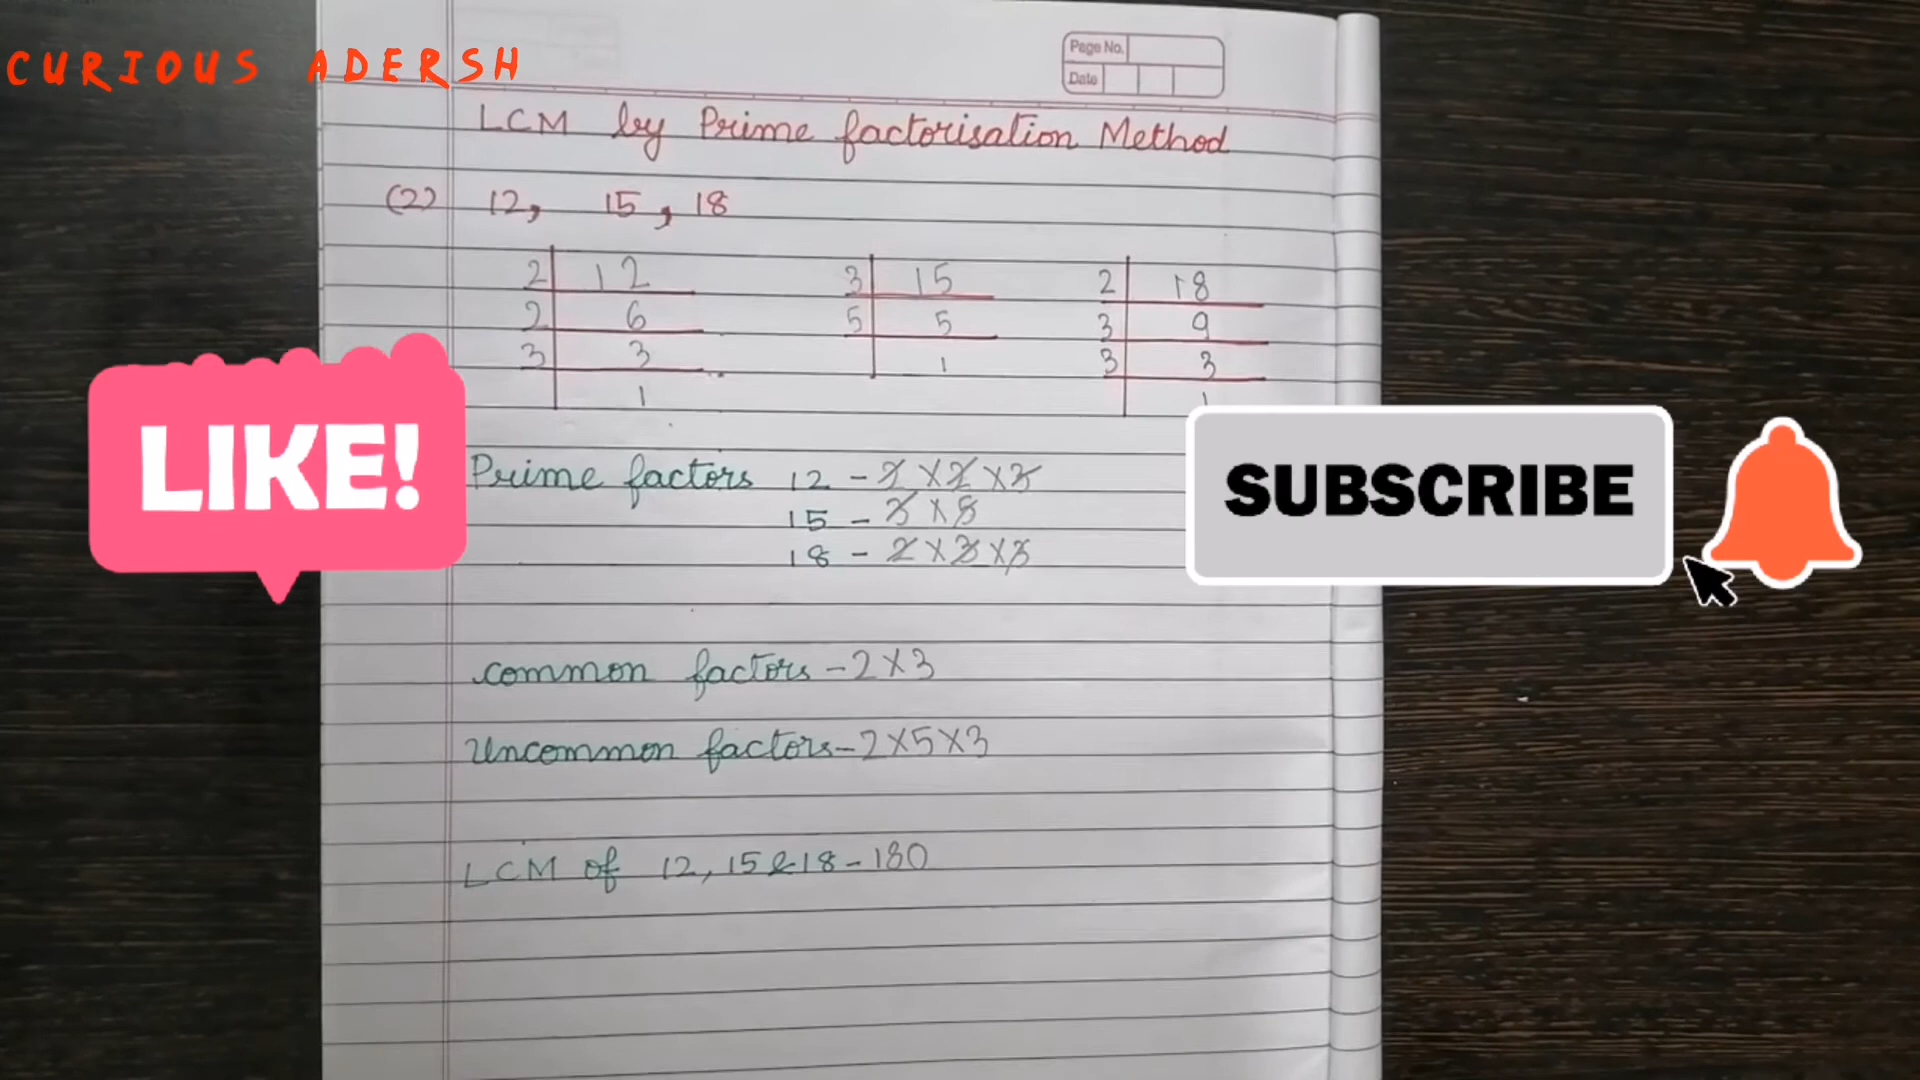 CURIOUS ADERSH
Page No.
Date
LCM by Prime factorisation Method
(2) 12, 15, 18
2 | 12   3 | 15   2 | 18
2 | 6   5 | 5   3 | 9
3 | 3   | 1   3 | 3
| 1   | 1
LIKE!
SUBSCRIBE
Prime factors 12 - 2 X 2 X 3
15 - 3 X 5
18 - 2 X 3 X 3
common factors - 2 X 3
Uncommon factors - 2 X 5 X 3
LCM of 12, 15 & 18 - 180